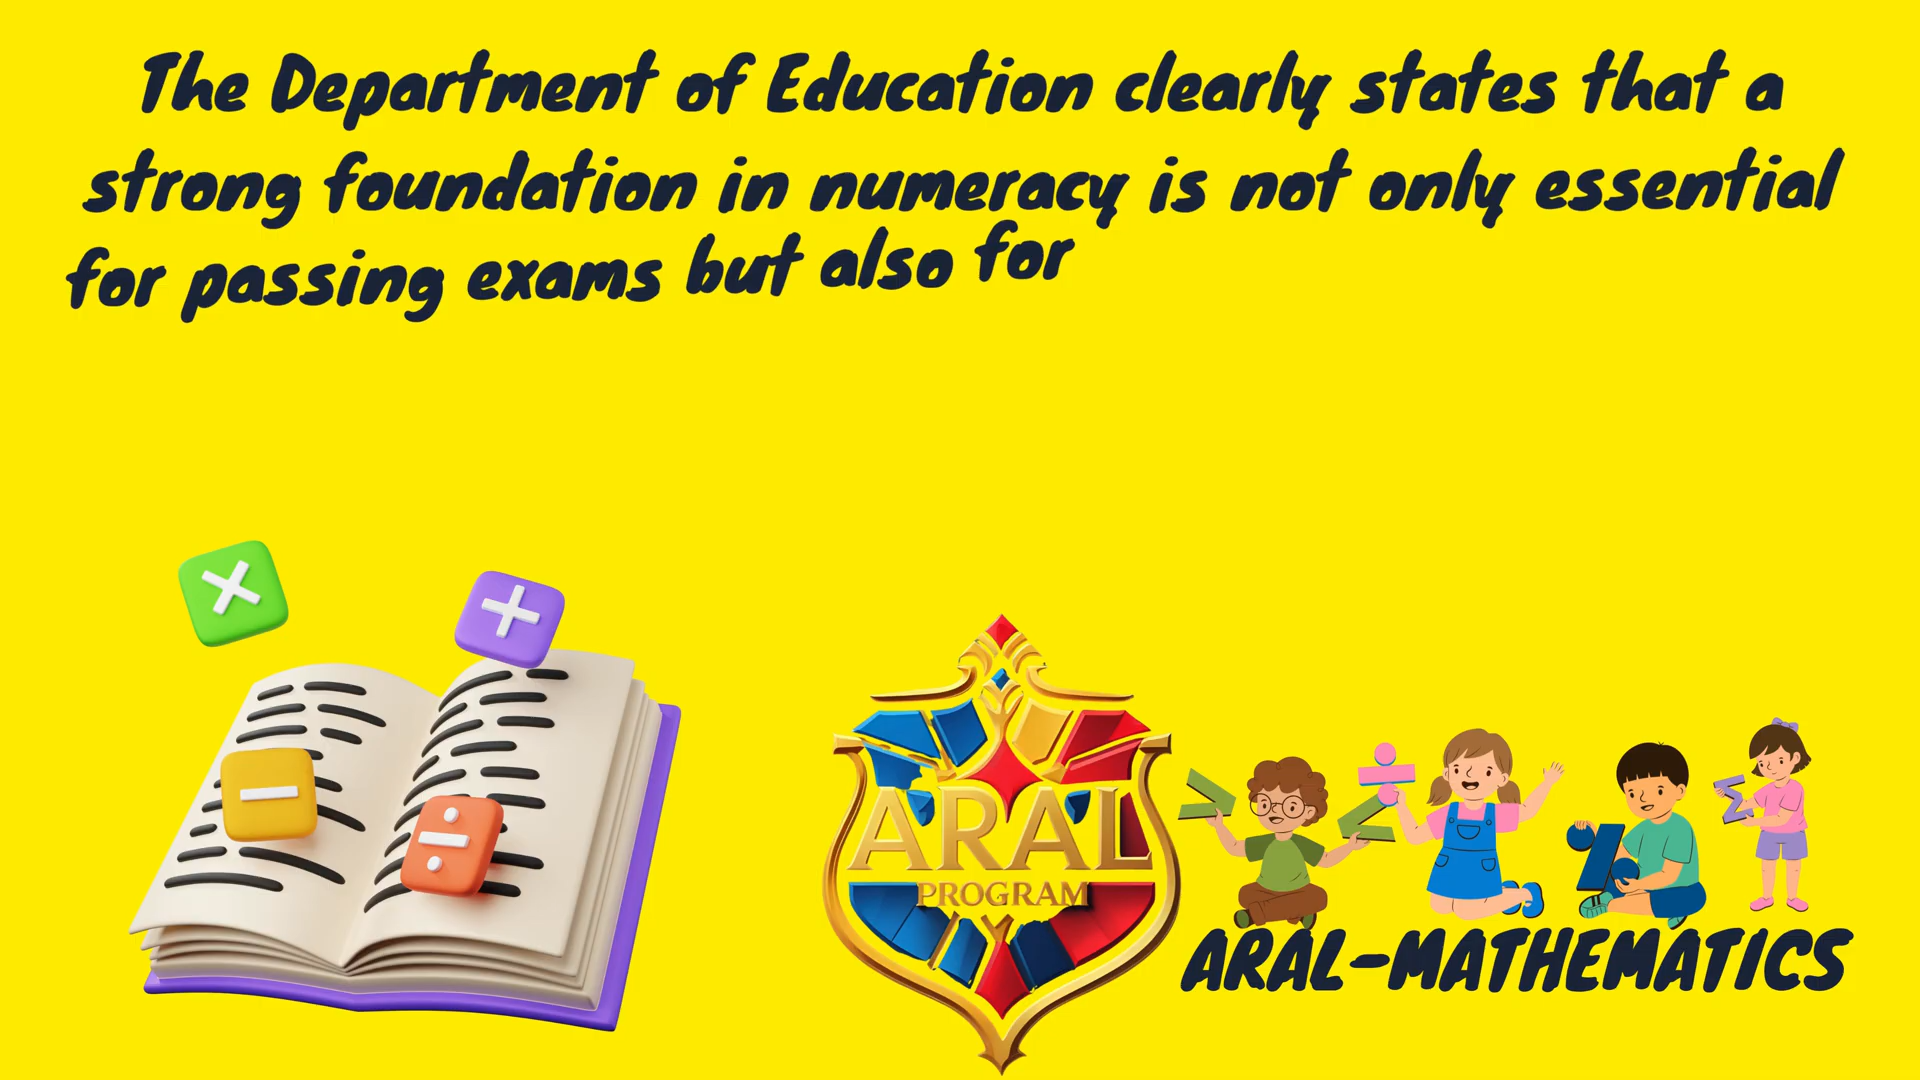 The Department of Education clearly states that a
strong foundation in numeracy is not only essential
for passing exams but also for
ARAL
PROGRAM
ARAL-MATHEMATICS